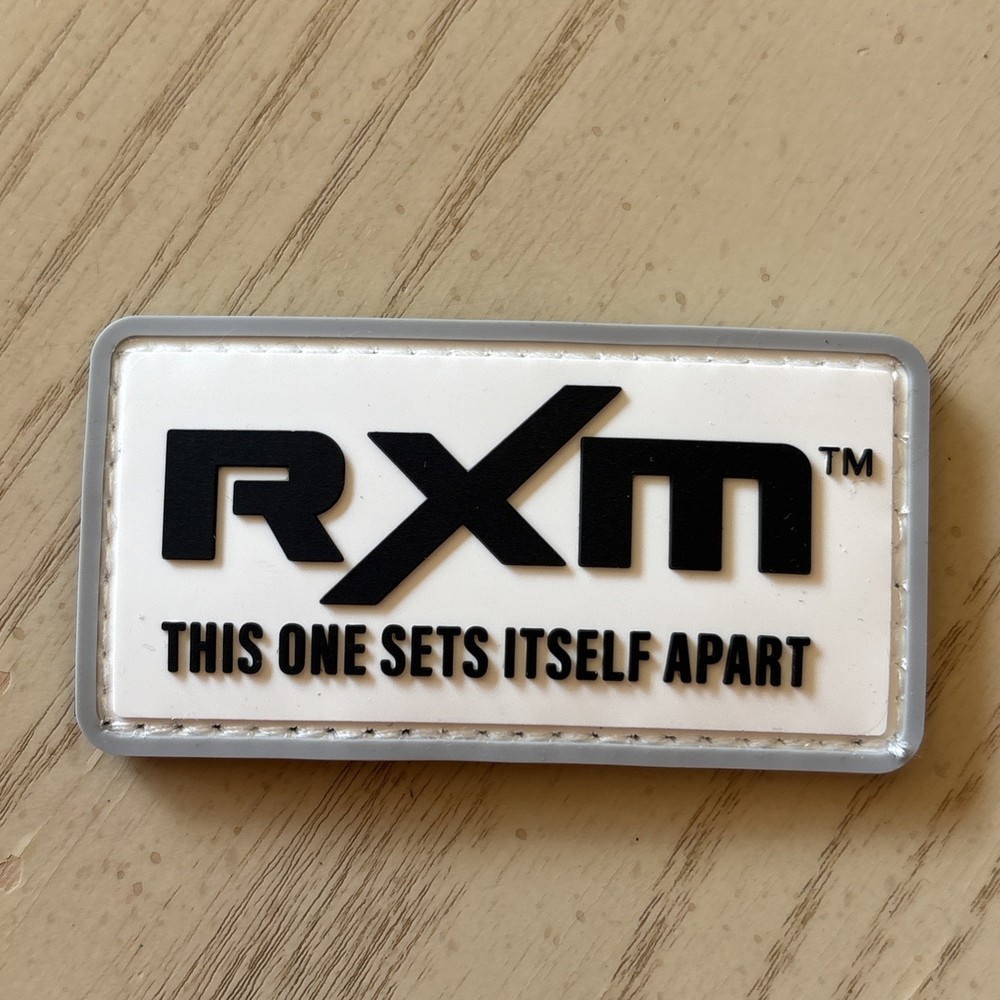 RXM™
THIS ONE SETS ITSELF APART